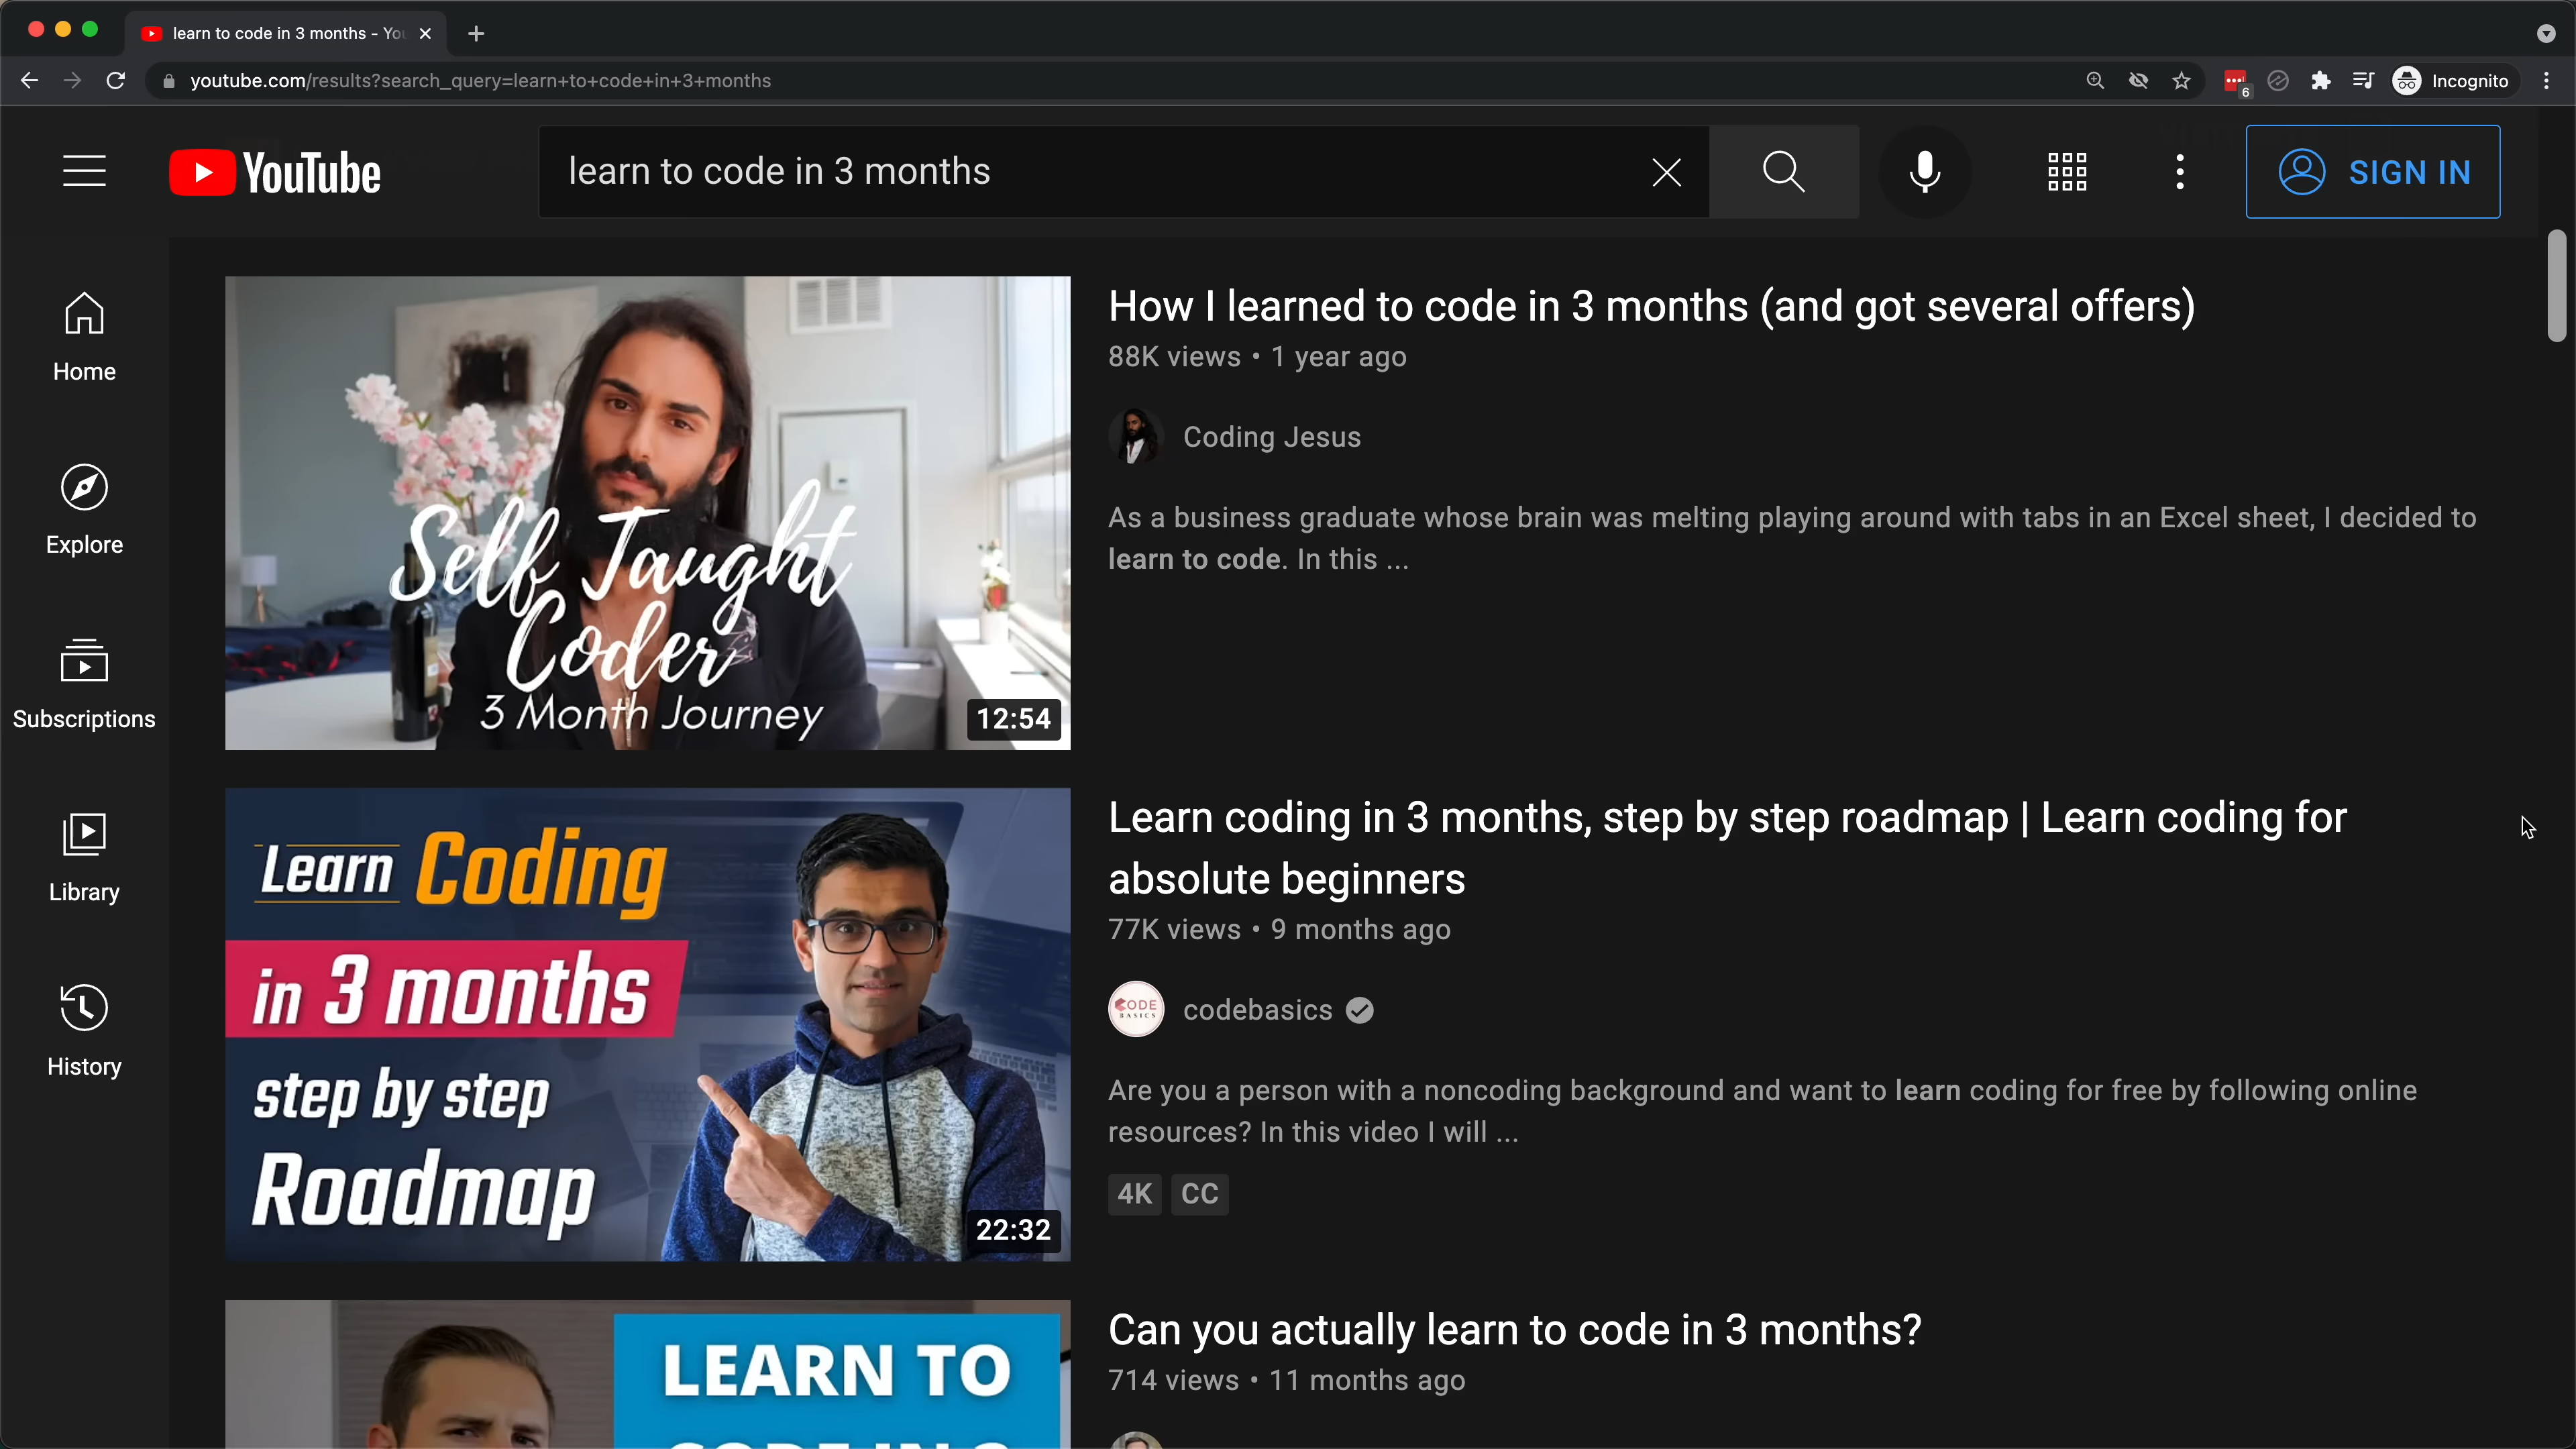 learn to code in 3 months - You
youtube.com/results?search_query=learn+to+code+in+3+months
6
Incognito
YouTube
learn to code in 3 months
SIGN IN
Home
Explore
Subscriptions
Library
History
Self Taught
Coder
3 Month Journey
12:54
How I learned to code in 3 months (and got several offers)
88K views • 1 year ago
Coding Jesus
As a business graduate whose brain was melting playing around with tabs in an Excel sheet, I decided to
learn to code. In this ...
Learn Coding
in 3 months
step by step
Roadmap
22:32
Learn coding in 3 months, step by step roadmap | Learn coding for
absolute beginners
77K views • 9 months ago
CODE
BASICS
codebasics
Are you a person with a noncoding background and want to learn coding for free by following online
resources? In this video I will ...
4K CC
LEARN TO
CODE IN 3
Can you actually learn to code in 3 months?
714 views • 11 months ago